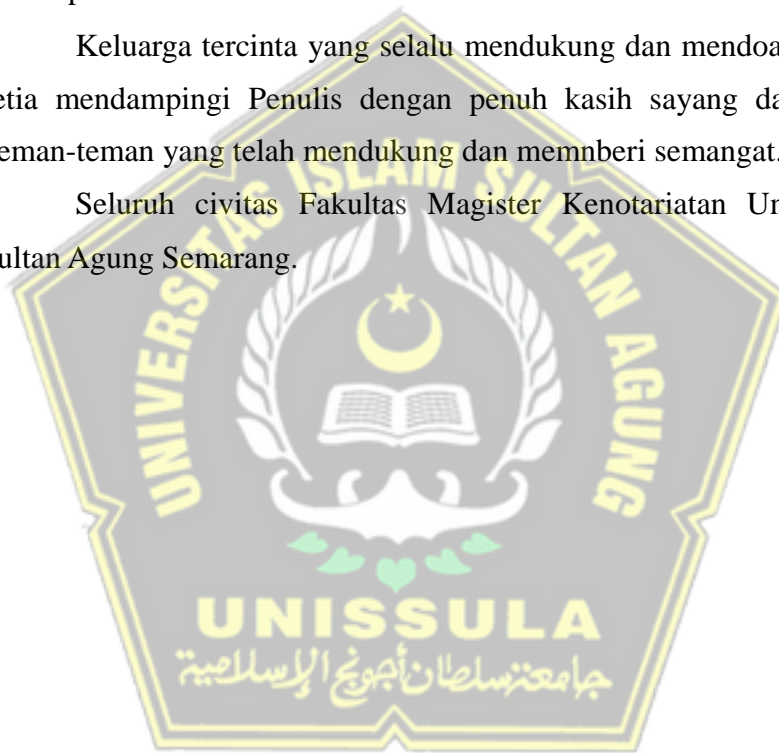 Keluarga tercinta yang selalu mendukung dan mendoa
etia mendampingi Penulis dengan penuh kasih sayang da
eman-teman yang telah mendukung dan memnberi semangat.
Seluruh civitas Fakultas Magister Kenotariatan Un
ultan Agung Semarang.
UNIVERSITAS ISLAM SULTAN AGUNG
UNISSULA
جامعترسلطان أجونج الإسلامية